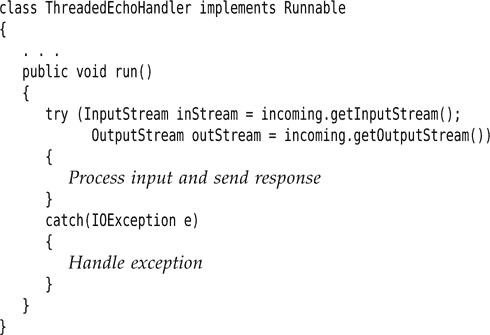 class ThreadedEchoHandler implements Runnable
{
   . . .
   public void run()
   {
      try (InputStream inStream = incoming.getInputStream();
            OutputStream outStream = incoming.getOutputStream())
      {
         Process input and send response
      }
      catch(IOException e)
      {
         Handle exception
      }
   }
}